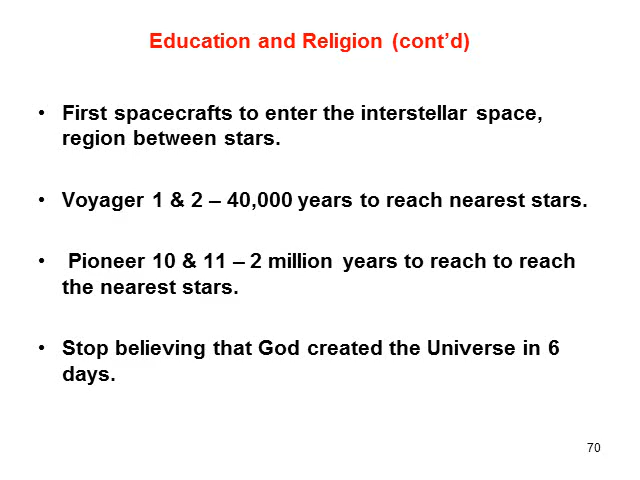 Education and Religion (cont’d)
• First spacecrafts to enter the interstellar space,
region between stars.
• Voyager 1 & 2 – 40,000 years to reach nearest stars.
• Pioneer 10 & 11 – 2 million years to reach to reach
the nearest stars.
• Stop believing that God created the Universe in 6
days.
70